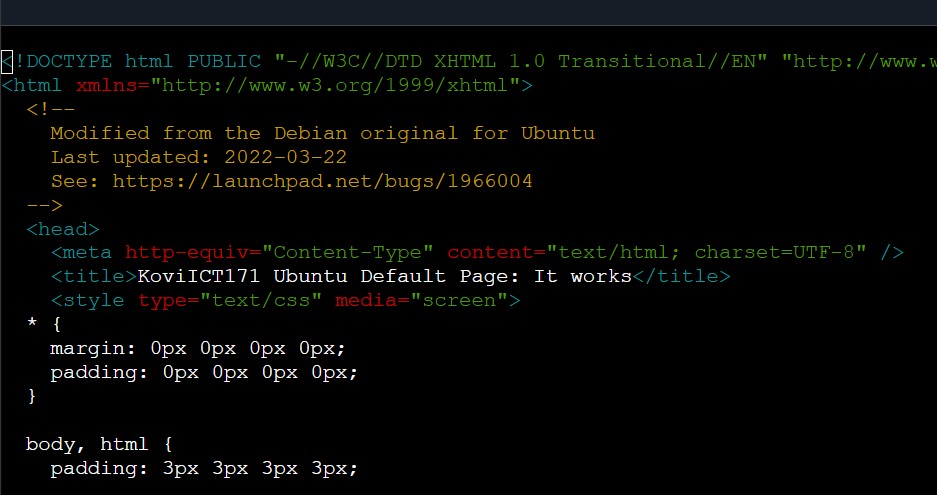 <!DOCTYPE html PUBLIC "-//W3C//DTD XHTML 1.0 Transitional//EN" "http://www.w
<html xmlns="http://www.w3.org/1999/xhtml">
  <!--
    Modified from the Debian original for Ubuntu
    Last updated: 2022-03-22
    See: https://launchpad.net/bugs/1966004
  -->
  <head>
    <meta http-equiv="Content-Type" content="text/html; charset=UTF-8" />
    <title>KoviICT171 Ubuntu Default Page: It works</title>
    <style type="text/css" media="screen">
  * {
    margin: 0px 0px 0px 0px;
    padding: 0px 0px 0px 0px;
  }

  body, html {
    padding: 3px 3px 3px 3px;